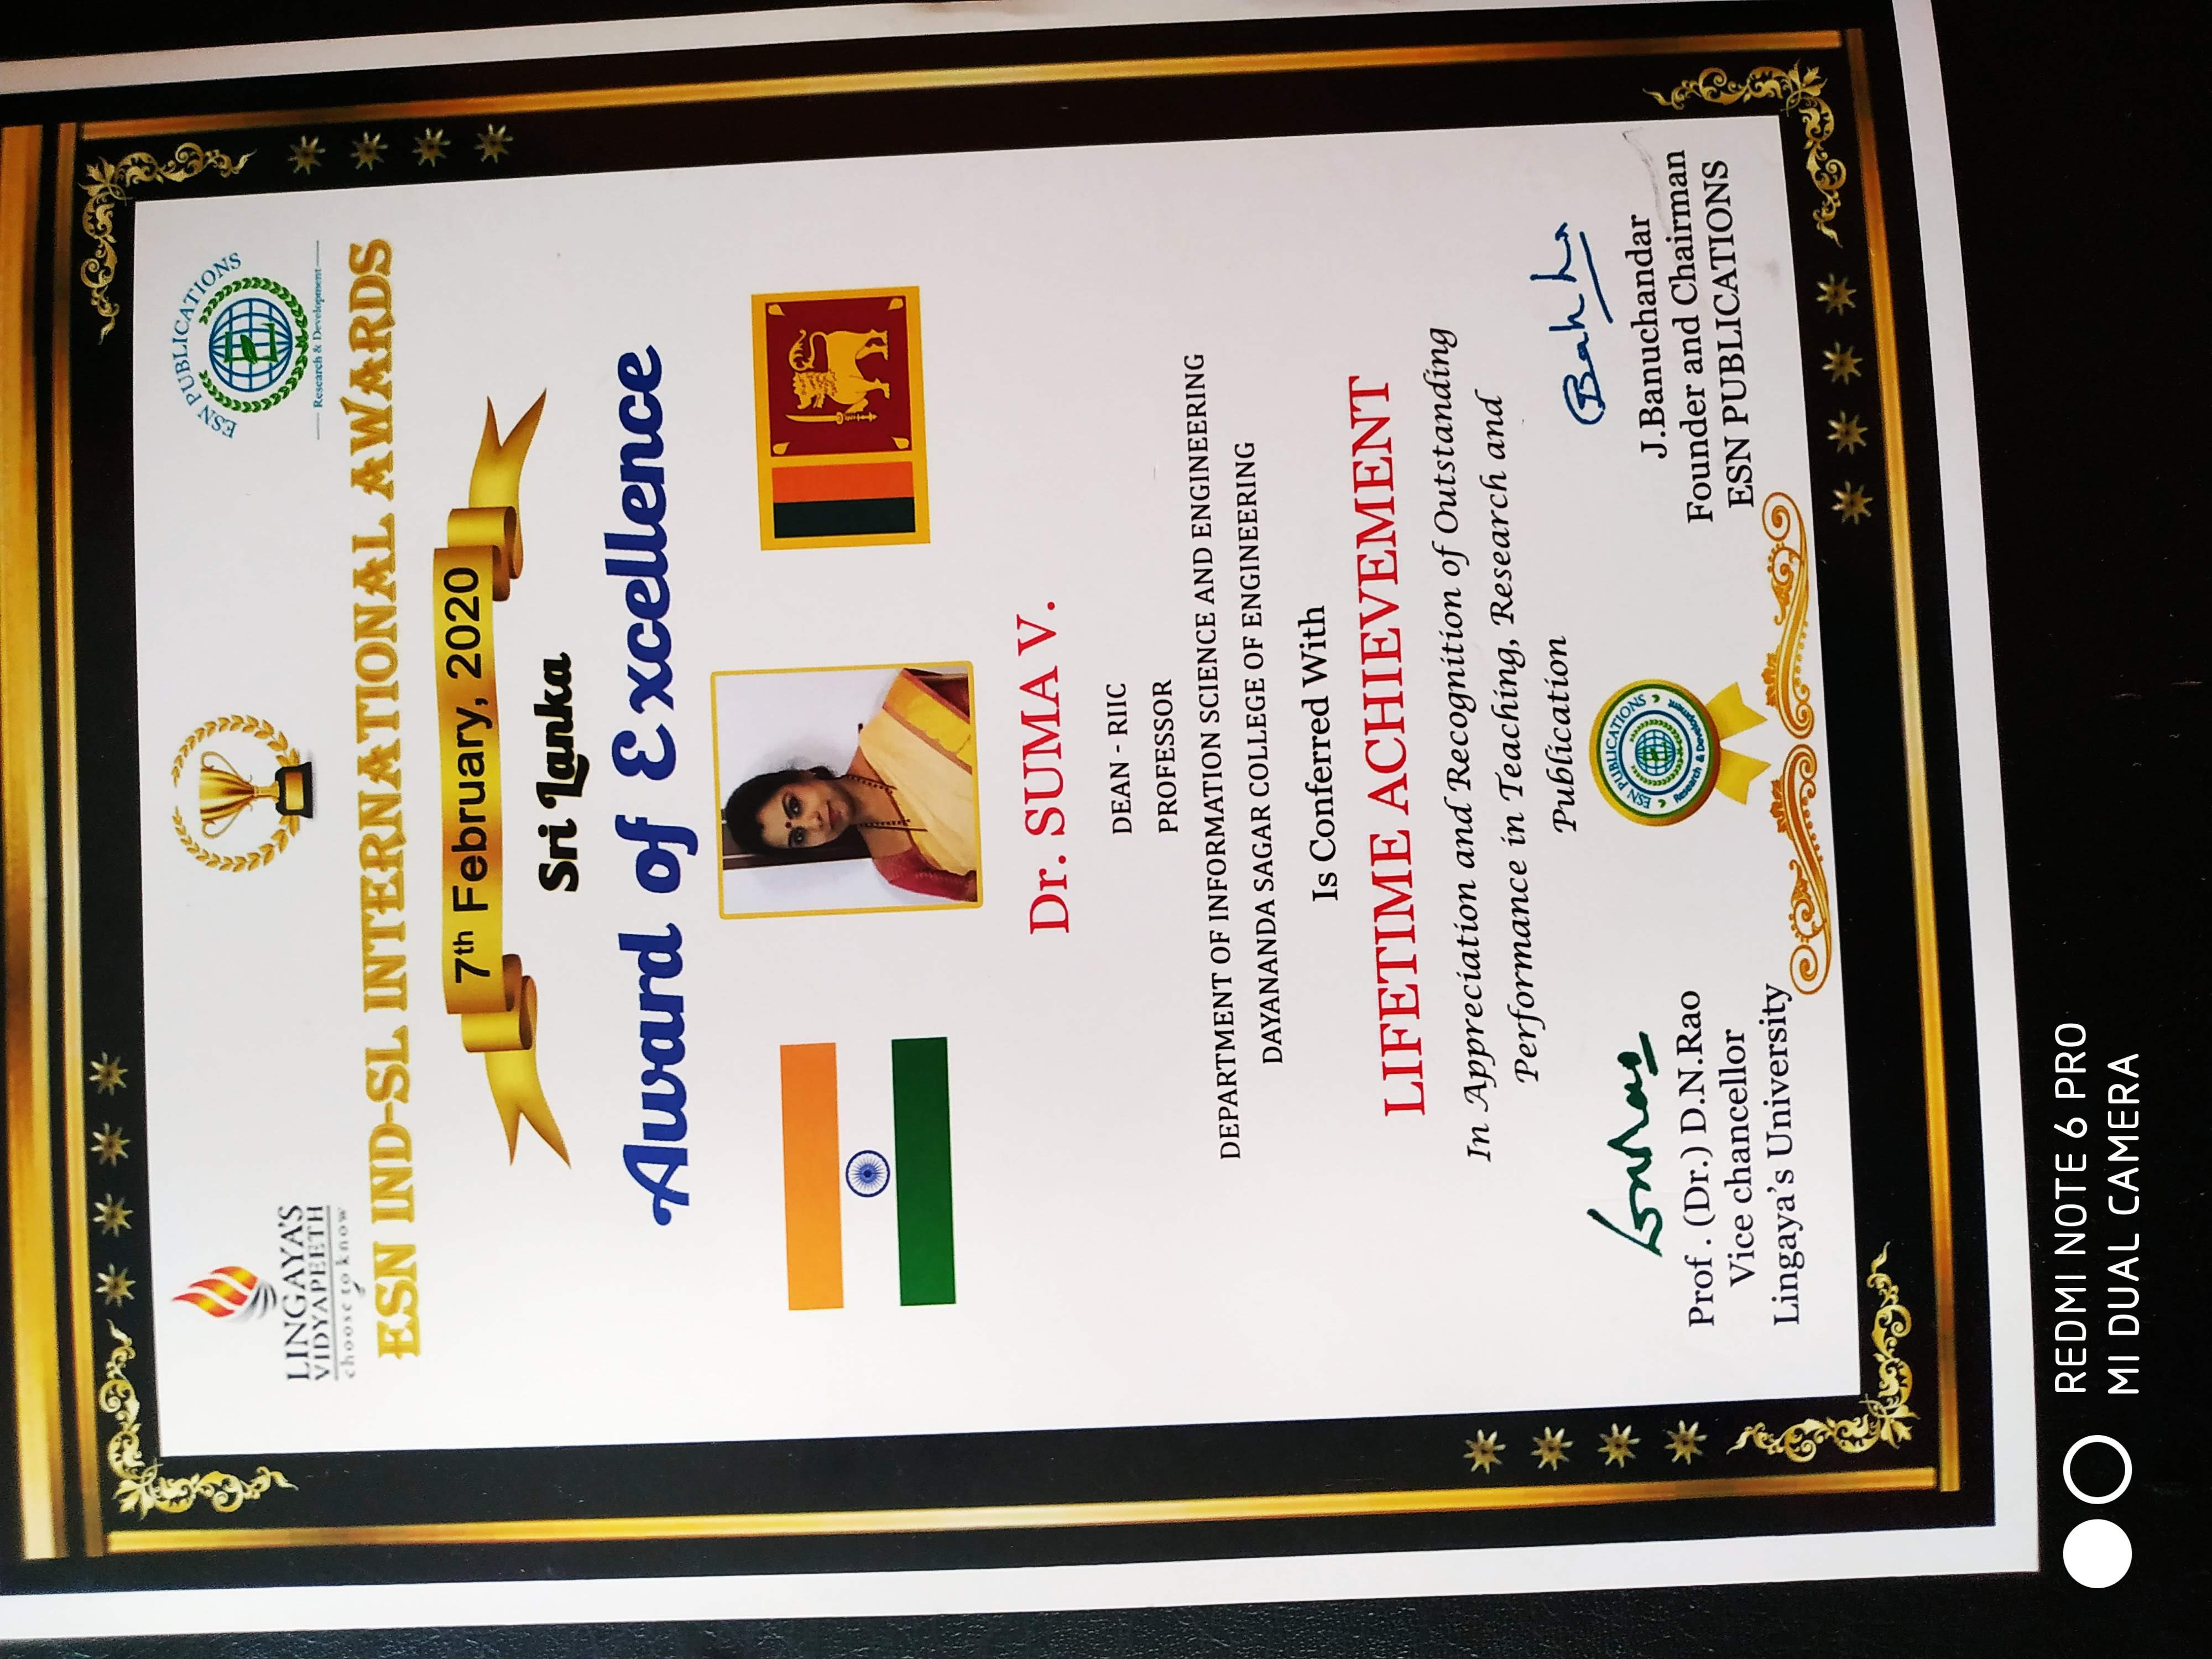 LINGAYA'S
VIDYAPEETH
choose to know
ESN PUBLICATIONS
E
Research & Development
ESN IND-SL INTERNATIONAL AWARDS
7th February, 2020
Sri Lanka
Award of Excellence
Dr. SUMA V.
DEAN - RIIC
PROFESSOR
DEPARTMENT OF INFORMATION SCIENCE AND ENGINEERING
DAYANANDA SAGAR COLLEGE OF ENGINEERING
Is Conferred With
LIFETIME ACHIEVEMENT
In Appreciation and Recognition of Outstanding
Performance in Teaching, Research and
Publication
Prof . (Dr.) D.N.Rao
Vice chancellor
Lingaya's University
ESN PUBLICATIONS
E
Research & Development
J.Banuchandar
Founder and Chairman
ESN PUBLICATIONS
REDMI NOTE 6 PRO
MI DUAL CAMERA